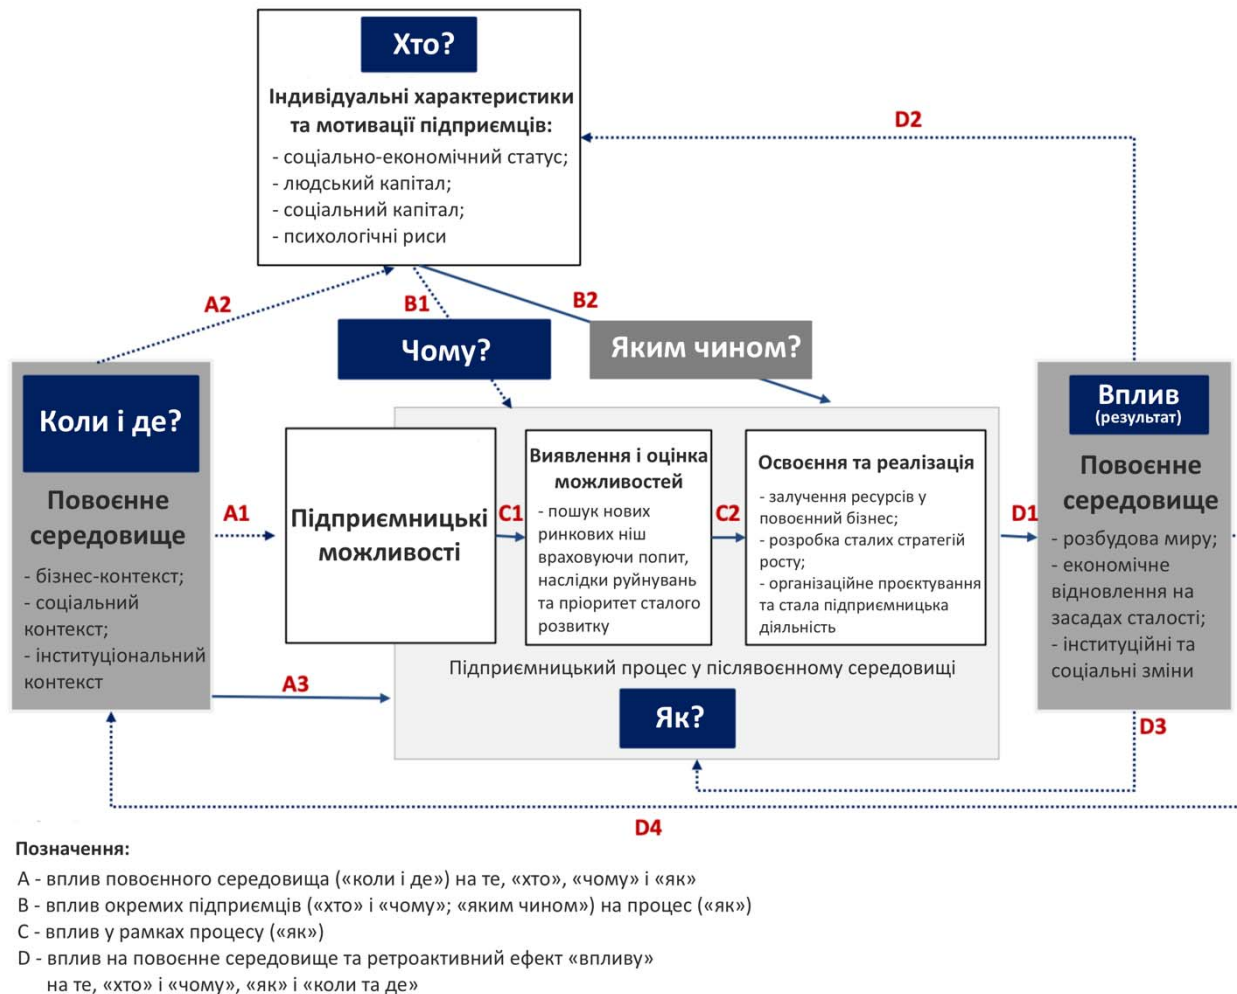 Хто?
Індивідуальні характеристики
та мотивації підприємців:
- соціально-економічний статус;
- людський капітал;
- соціальний капітал;
- психологічні риси
D2
A2
B1
B2
Чому?
Яким чином?
Коли і де?
Повоєнне
середовище
- бізнес-контекст;
- соціальний
контекст;
- інституціональний
контекст
A1
A3
Підприємницькі
можливості
C1
Виявлення і оцінка
можливостей
- пошук нових
ринкових ніш
враховуючи попит,
наслідки руйнувань
та пріоритет сталого
розвитку
C2
Освоєння та реалізація
- залучення ресурсів у
повоєнний бізнес;
- розробка сталих стратегій
росту;
- організаційне проєктування
та стала підприємницька
діяльність
Підприємницький процес у післявоєнному середовищі
Як?
D1
Вплив
(результат)
Повоєнне
середовище
- розбудова миру;
- економічне
відновлення на
засадах сталості;
- інституційні та
соціальні зміни
D3
D4
Позначення:
А - вплив повоєнного середовища («коли і де») на те, «хто», «чому» і «як»
В - вплив окремих підприємців («хто» і «чому»; «яким чином») на процес («як»)
С - вплив у рамках процесу («як»)
D - вплив на повоєнне середовище та ретроактивний ефект «впливу»
на те, «хто» і «чому», «як» і «коли та де»